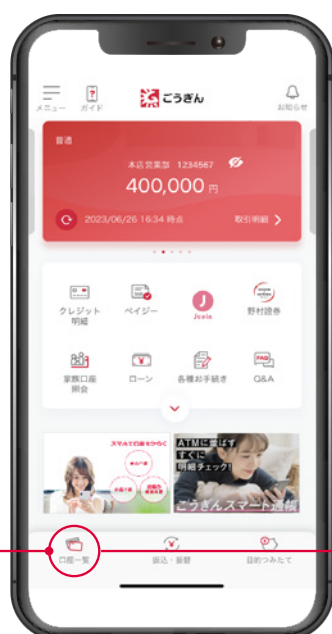 メニュー
ガイド
ごうぎん
お知らせ
普通
本店営業部 1234567
400,000 円
2023/06/26 16:34 時点
取引明細
クレジット
明細
ペイジー
J
Jcoin
野村證券
家族口座
照会
ローン
各種お手続き
FAQ
Q&A
スマホで口座をひらく
ATMに並ばず
すぐに
明細チェック!
ごうぎんスマート通帳
口座一覧
振込・振替
目的つみたて